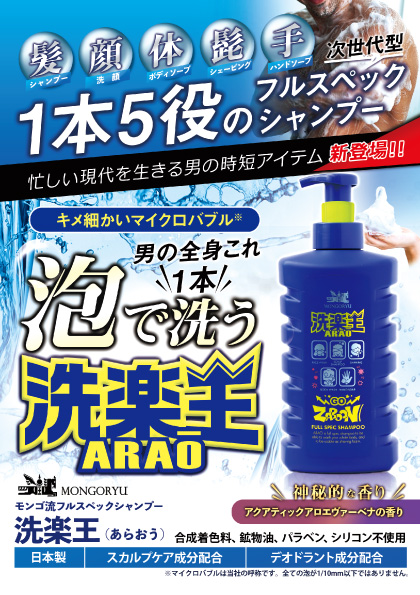 髪 顔 体 髭 手
シャンプー 洗顔 ボディソープ シェービング ハンドソープ
次世代型
1本5役のフルスペックシャンプー
忙しい現代を生きる男の時短アイテム 新登場!!
キメ細かいマイクロバブル※
男の全身これ
1本
泡で洗う
洗楽王
ARAO
MONGORYU
洗楽王
ARAO
FULL SPEC SHAMPOO
神秘的な香り
アクアティックアロエヴァーベナの香り
MONGORYU
モンゴ流フルスペックシャンプー
洗楽王(あらおう) 合成着色料、鉱物油、パラベン、シリコン不使用
日本製 スカルプケア成分配合 デオドラント成分配合
※マイクロバブルは当社の呼称です。全ての泡が1/10mm以下ではありません。